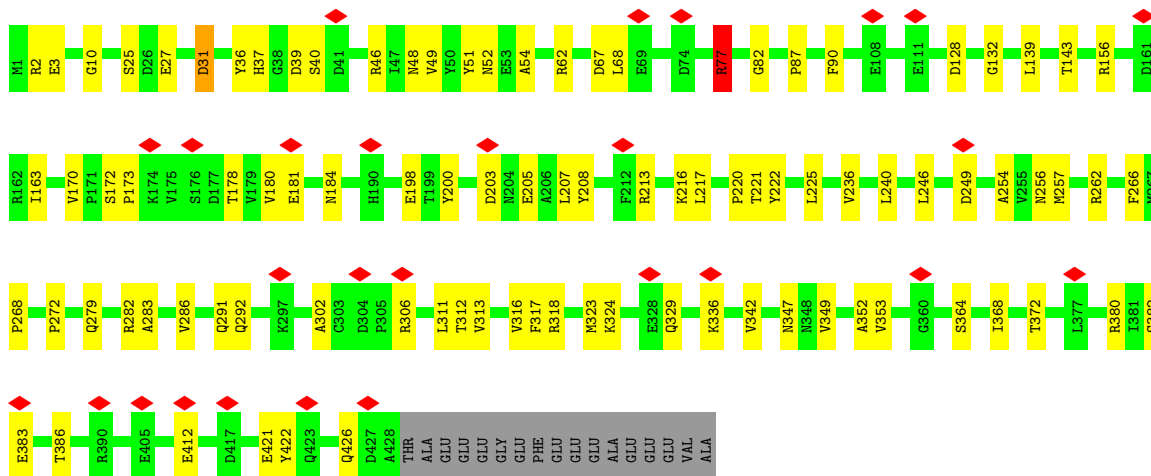 M1 R2 E3 G10 S25 D26 E27 D31 Y36 H37 G38 D39 S40 D41 R46 I47 N48 V49 Y50 Y51 N52 E53 A54 R62 D67 L68 E69 D74 R77 G82 P87 F90 E108 E111 D128 G132 L139 T143 R156 D161
R162 I163 V170 P171 S172 P173 K174 V175 S176 D177 T178 V179 V180 E181 N184 H190 E198 T199 Y200 D203 N204 E205 A206 L207 Y208 F212 R213 K216 L217 P220 T221 Y222 L225 V236 L240 L246 D249 A254 V255 N256 M257 R262 F266 M267
P268 P272 Q279 R282 A283 V286 Q291 Q292 K297 A302 C303 D304 P305 R306 L311 T312 V313 V316 F317 R318 M323 K324 E328 Q329 K336 V342 N347 N348 V349 A352 V353 G360 S364 I368 T372 L377 R380 I381
E383 T386 R390 E405 E412 D417 E421 Y422 Q423 Q426 D427 A428 THR ALA GLU GLU GLU GLY GLU PHE GLU GLU GLU ALA GLU GLU GLU VAL ALA